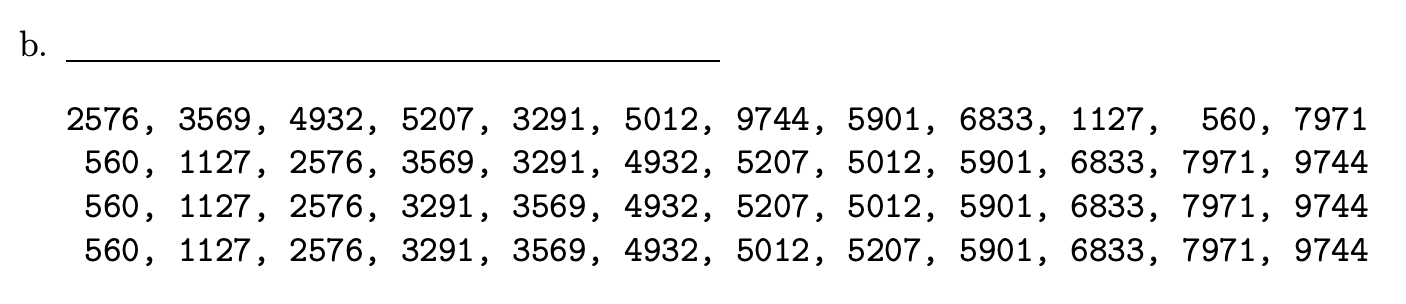 b. ____________________
2576, 3569, 4932, 5207, 3291, 5012, 9744, 5901, 6833, 1127, 560, 7971
560, 1127, 2576, 3569, 3291, 4932, 5207, 5012, 5901, 6833, 7971, 9744
560, 1127, 2576, 3291, 3569, 4932, 5207, 5012, 5901, 6833, 7971, 9744
560, 1127, 2576, 3291, 3569, 4932, 5012, 5207, 5901, 6833, 7971, 9744